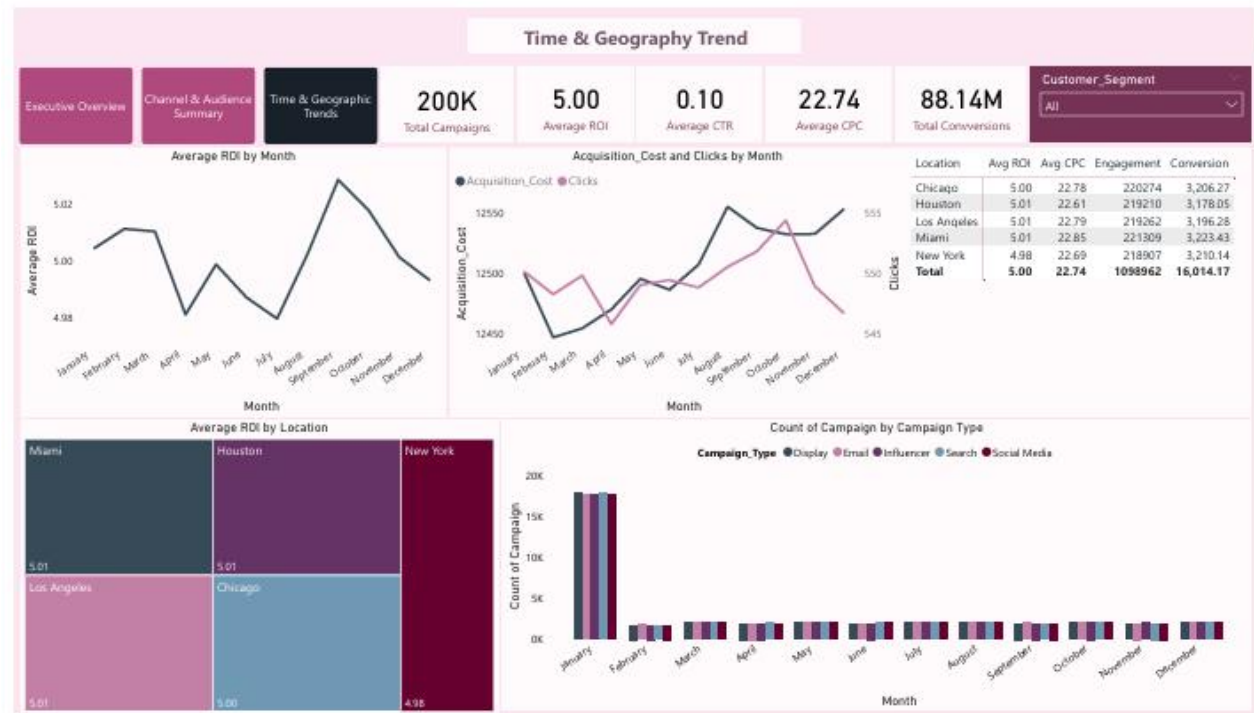 Time & Geography Trend
Executive Overview
Channel & Audience
Summary
Time & Geographic
Trends
200K
Total Campaigns
5.00
Average ROI
0.10
Average CTR
22.74
Average CPC
88.14M
Total Convversions
Customer_Segment
All
Average ROI by Month
Average ROI
5.02
5.00
4.98
January
February
March
April
May
June
July
August
September
October
November
December
Month
Acquisition_Cost and Clicks by Month
Acquisition_Cost Clicks
Acquisition_Cost
12550
12500
12450
555
550
545
Clicks
January
February
March
April
May
June
July
August
September
October
November
December
Month
Location Avg ROI Avg CPC Engagement Conversion
Chicago 5.00 22.78 220274 3,206.27
Houston 5.01 22.61 219210 3,178.05
Los Angeles 5.01 22.79 219262 3,196.28
Miami 5.01 22.85 221309 3,223.43
New York 4.98 22.69 218907 3,210.14
Total 5.00 22.74 1098962 16,014.17
Average ROI by Location
Miami
5.01
Houston
5.01
New York
4.98
Los Angeles
5.01
Chicago
5.00
Count of Campaign by Campaign Type
Campaign_Type Display Email Influencer Search Social Media
Count of Campaign
20K
15K
10K
5K
0K
January
February
March
April
May
June
July
August
September
October
November
December
Month